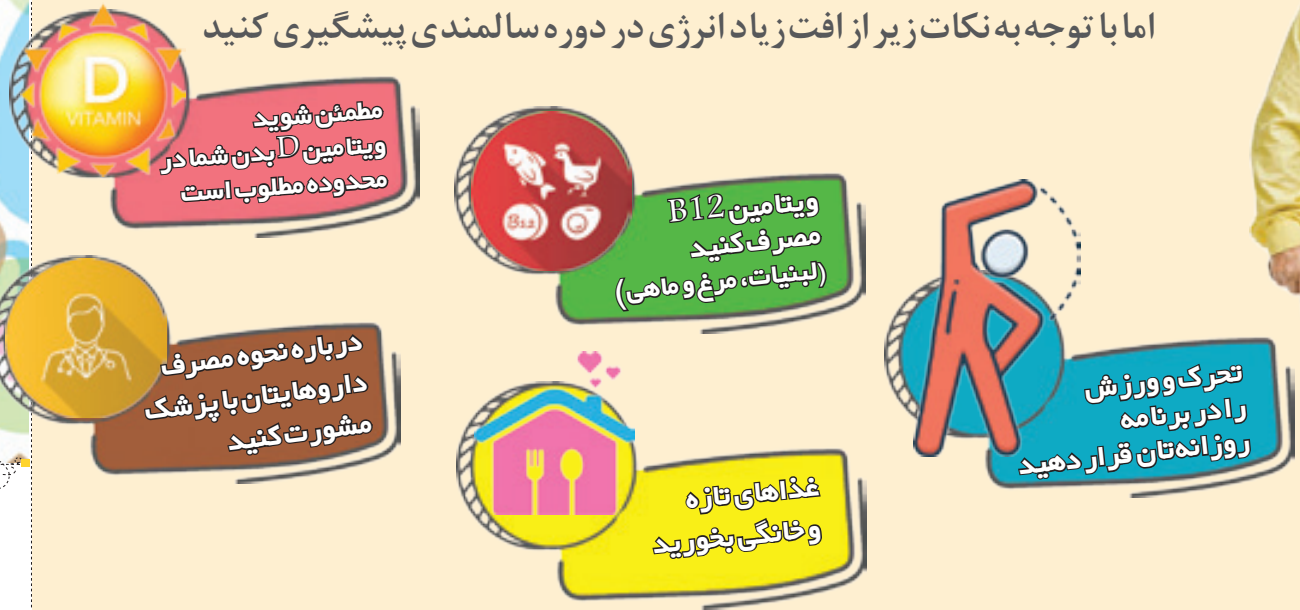 اما با توجه به نکات زیر از افت زیاد انرژی در دوره سالمندی پیشگیری کنید
تحرک و ورزش
را در برنامه
روزانه‌تان قرار دهید
B12
ویتامین B12
مصرف کنید
(لبنیات، مرغ و ماهی)
غذاهای تازه
و خانگی بخورید
D
VITAMIN
مطمئن شوید
ویتامین D بدن شما در
محدوده مطلوب است
درباره نحوه مصرف
داروهایتان با پزشک
مشورت کنید